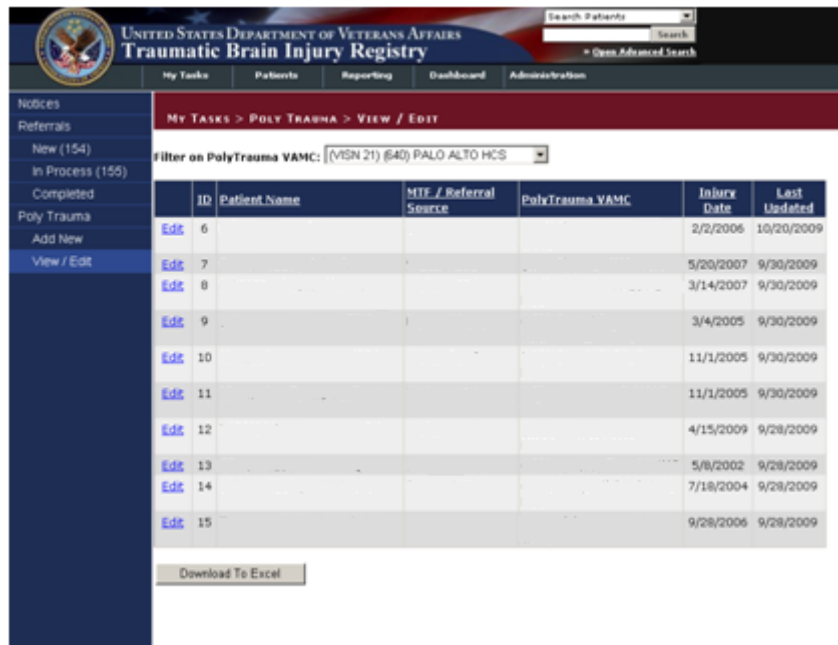 Search Patients
UNITED STATES DEPARTMENT OF VETERANS AFFAIRS
Search
Traumatic Brain Injury Registry
» Open Advanced Search
My Tasks Patients Reporting Dashboard Administration
Notices
Referrals
New (154)
In Process (155)
Completed
Poly Trauma
Add New
View / Edit
MY TASKS > POLY TRAUMA > VIEW / EDIT
Filter on PolyTrauma VAMC: (VISN 21) (640) PALO ALTO HCS
ID Patient Name MTF / Referral Source PolyTrauma VAMC Injury Date Last Updated
Edit 6 2/2/2006 10/20/2009
Edit 7 5/20/2007 9/30/2009
Edit 8 3/14/2007 9/30/2009
Edit 9 3/4/2005 9/30/2009
Edit 10 11/1/2005 9/30/2009
Edit 11 11/1/2005 9/30/2009
Edit 12 4/15/2009 9/28/2009
Edit 13 5/8/2002 9/28/2009
Edit 14 7/18/2004 9/28/2009
Edit 15 9/28/2006 9/28/2009
Download To Excel